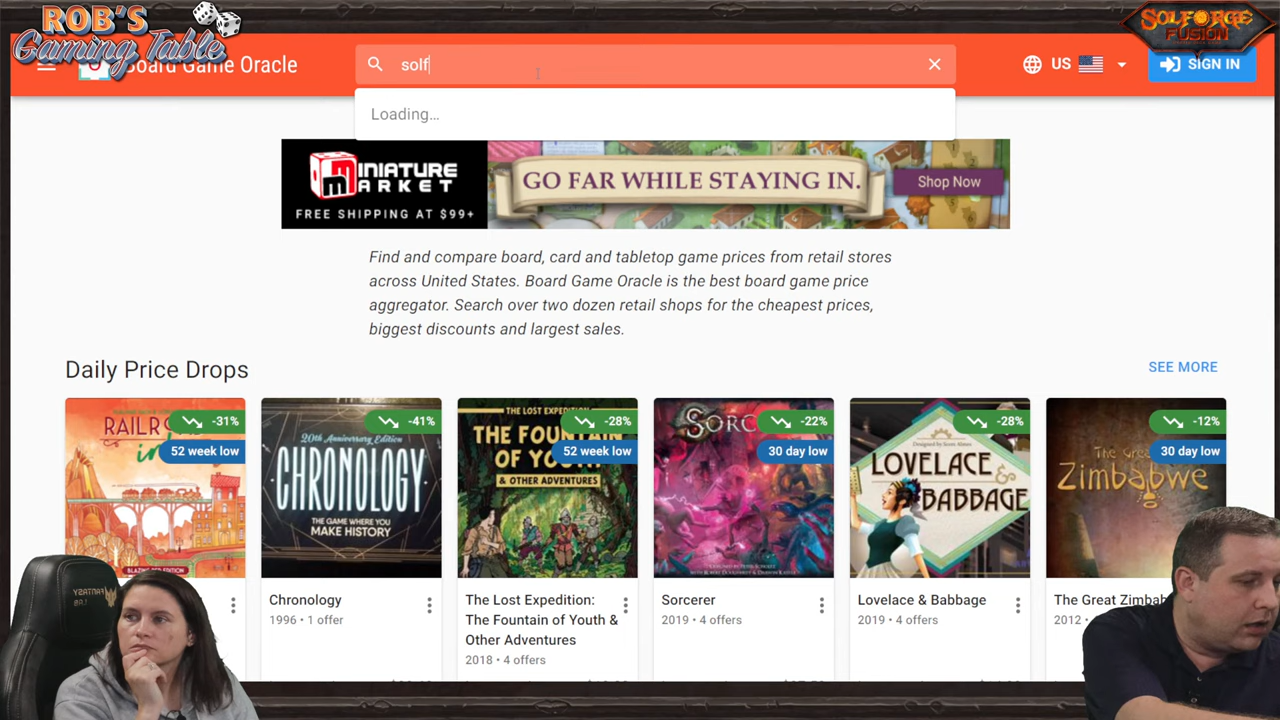 ROB'S
Gaming Table
SOLFORGE
FUSION
Board Game Oracle
solf
US
SIGN IN
Loading...
MINIATURE
MARKET
FREE SHIPPING AT $99+
GO FAR WHILE STAYING IN.
Shop Now
Find and compare board, card and tabletop game prices from retail stores
across United States. Board Game Oracle is the best board game price
aggregator. Search over two dozen retail shops for the cheapest prices,
biggest discounts and largest sales.
Daily Price Drops
SEE MORE
-31%
52 week low
20th Anniversary Edition
CHRONOLOGY
THE GAME WHERE YOU
MAKE HISTORY
-41%
THE LOST EXPEDITION
THE FOUNTAIN
OF YOUTH
& OTHER ADVENTURES
-28%
52 week low
-22%
30 day low
LOVELACE
&
BABBAGE
-28%
Zimbabwe
-12%
30 day low
Chronology
1996 • 1 offer
The Lost Expedition:
The Fountain of Youth &
Other Adventures
2018 • 4 offers
Sorcerer
2019 • 4 offers
Lovelace & Babbage
2019 • 4 offers
The Great Zimbab
2012 •
FANTASY
LAB